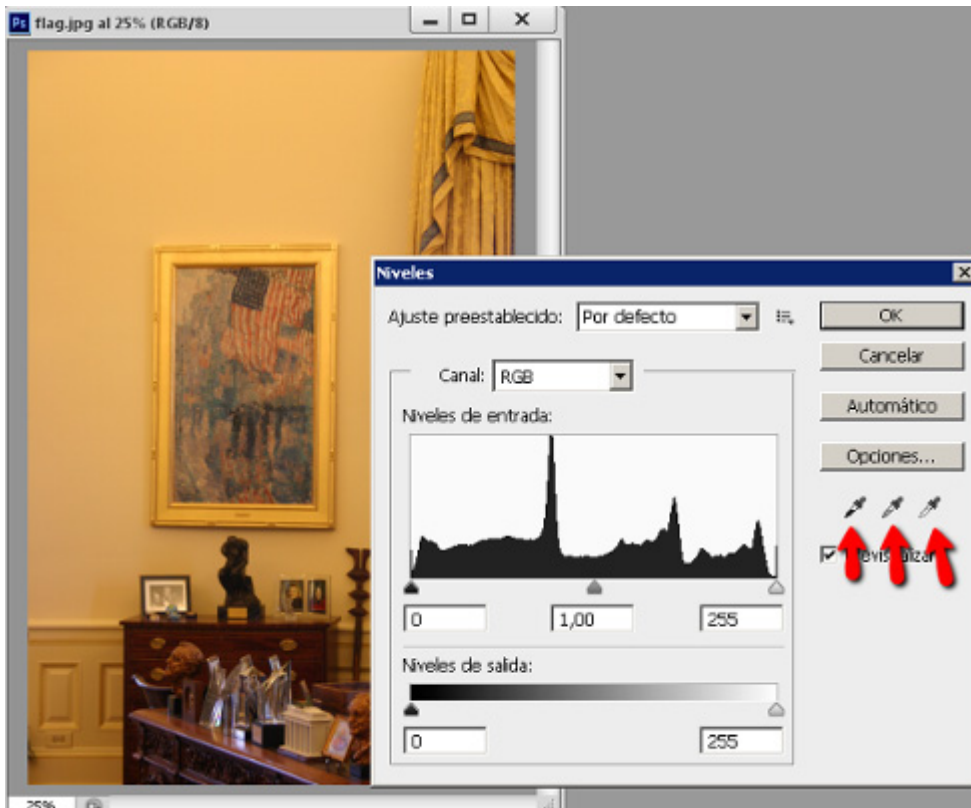 Ps flag.jpg al 25% (RGB/8)
Niveles
Ajuste preestablecido: Por defecto
OK
Cancelar
Canal: RGB
Automático
Niveles de entrada:
Opciones...
0 1,00 255
Niveles de salida:
0 255
25%